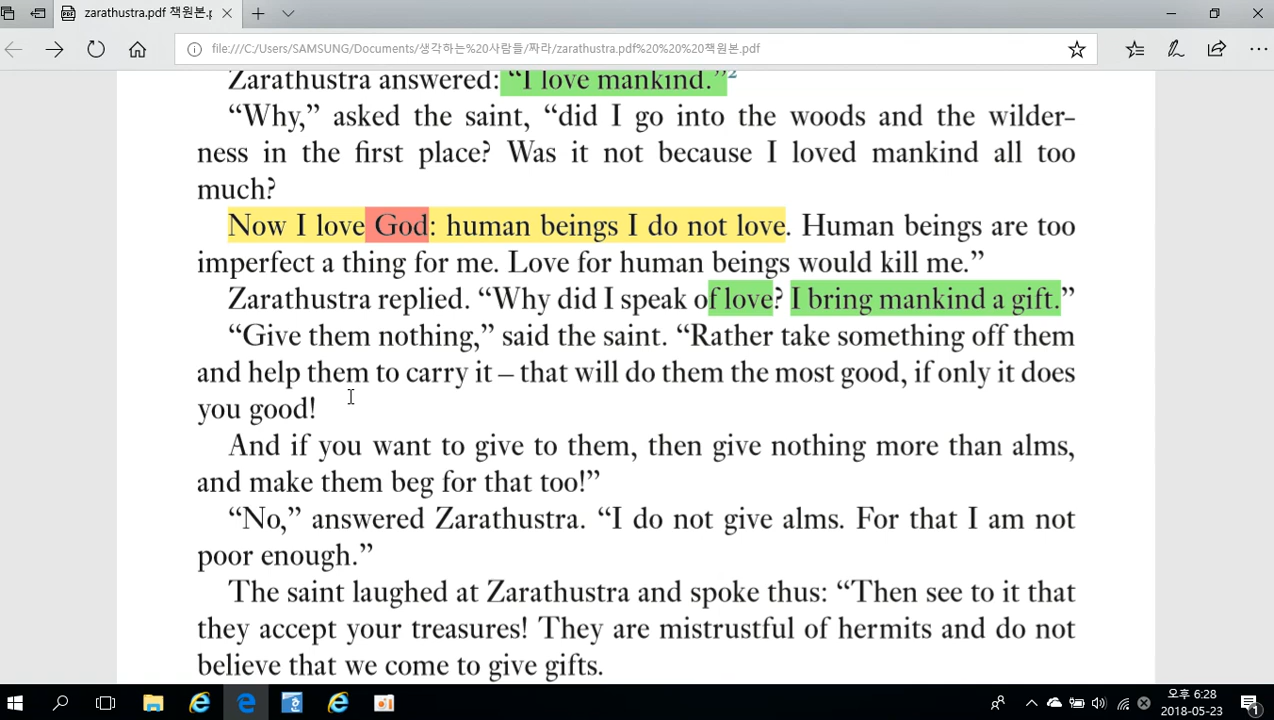 zarathustra.pdf 책원본.p
file:///C:/Users/SAMSUNG/Documents/생각하는%20사람들/짜라/zarathustra.pdf%20%20%20책원본.pdf
Zarathustra answered: “I love mankind.”2
“Why,” asked the saint, “did I go into the woods and the wilder-
ness in the first place? Was it not because I loved mankind all too
much?
Now I love God: human beings I do not love. Human beings are too
imperfect a thing for me. Love for human beings would kill me.”
Zarathustra replied. “Why did I speak of love? I bring mankind a gift.”
“Give them nothing,” said the saint. “Rather take something off them
and help them to carry it – that will do them the most good, if only it does
you good!
And if you want to give to them, then give nothing more than alms,
and make them beg for that too!”
“No,” answered Zarathustra. “I do not give alms. For that I am not
poor enough.”
The saint laughed at Zarathustra and spoke thus: “Then see to it that
they accept your treasures! They are mistrustful of hermits and do not
believe that we come to give gifts.
오후 6:28
2018-05-23
1